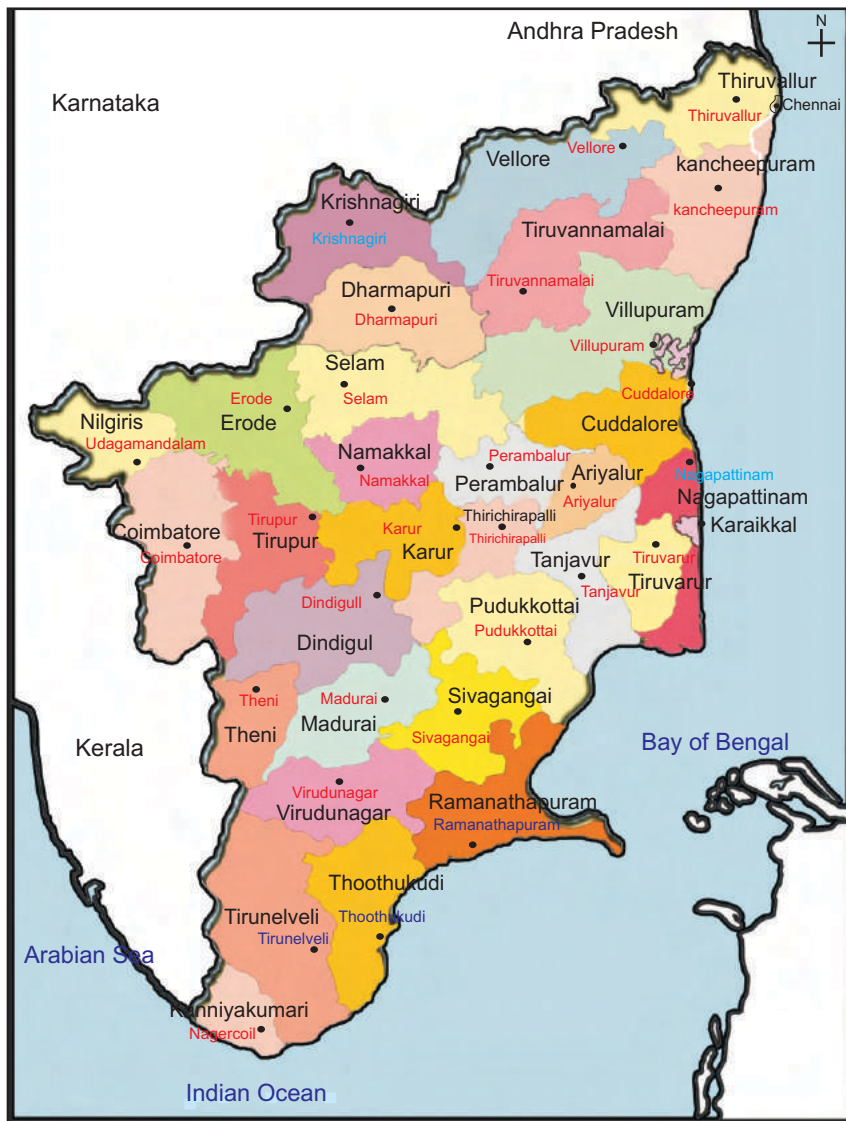 Andhra Pradesh
N
Karnataka
Thiruvallur
Thiruvallur
Chennai
Vellore
Vellore
kancheepuram
kancheepuram
Krishnagiri
Krishnagiri
Tiruvannamalai
Tiruvannamalai
Dharmapuri
Dharmapuri
Villupuram
Villupuram
Selam
Selam
Erode
Erode
Cuddalore
Cuddalore
Nilgiris
Udagamandalam
Namakkal
Namakkal
Perambalur
Perambalur
Ariyalur
Ariyalur
Nagapattinam
Nagapattinam
Karaikkal
Coimbatore
Coimbatore
Tirupur
Tirupur
Karur
Karur
Thirichirapalli
Thirichirapalli
Tanjavur
Tanjavur
Tiruvarur
Tiruvarur
Dindigull
Dindigul
Pudukkottai
Pudukkottai
Theni
Theni
Madurai
Madurai
Sivagangai
Sivagangai
Kerala
Bay of Bengal
Virudunagar
Virudunagar
Ramanathapuram
Ramanathapuram
Thoothukudi
Thoothukudi
Tirunelveli
Tirunelveli
Arabian Sea
Kanniyakumari
Nagercoil
Indian Ocean